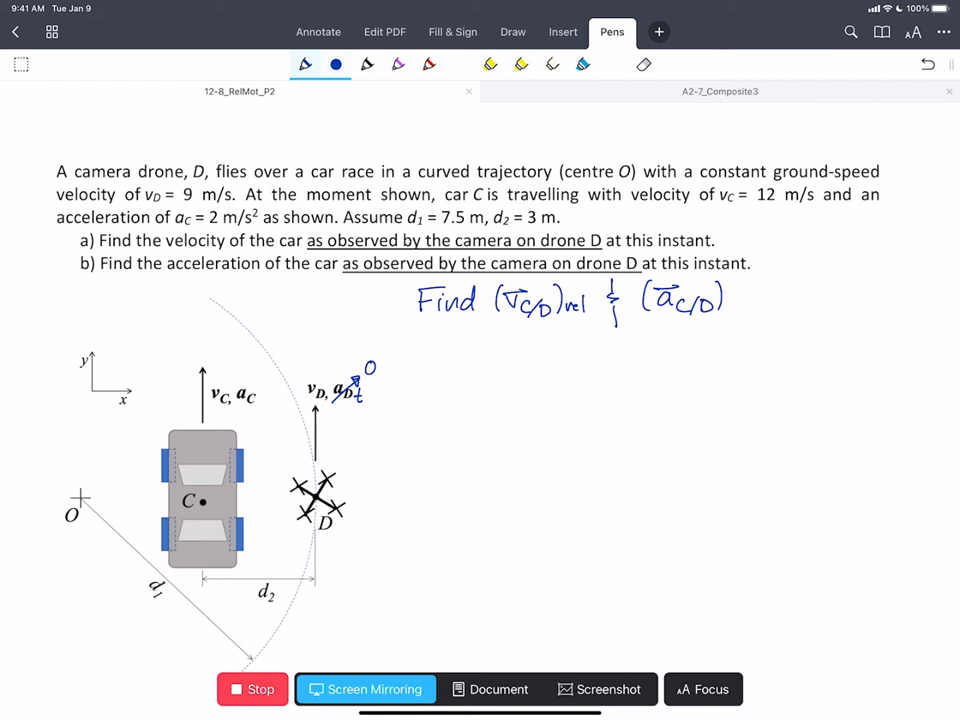 9:41 AM Tue Jan 9
100%
Annotate Edit PDF Fill & Sign Draw Insert Pens
AA
12-8_RelMot_P2
A2-7_Composite3
A camera drone, D, flies over a car race in a curved trajectory (centre O) with a constant ground-speed
velocity of vD = 9 m/s. At the moment shown, car C is travelling with velocity of vC = 12 m/s and an
acceleration of aC = 2 m/s² as shown. Assume d1 = 7.5 m, d2 = 3 m.
a) Find the velocity of the car as observed by the camera on drone D at this instant.
b) Find the acceleration of the car as observed by the camera on drone D at this instant.
Find (v⃗C/D)rel & (a⃗C/D)
y
x
vC, aC
vD, aD
t
O
C
O
D
d1
d2
Stop
Screen Mirroring
Document
Screenshot
AA Focus